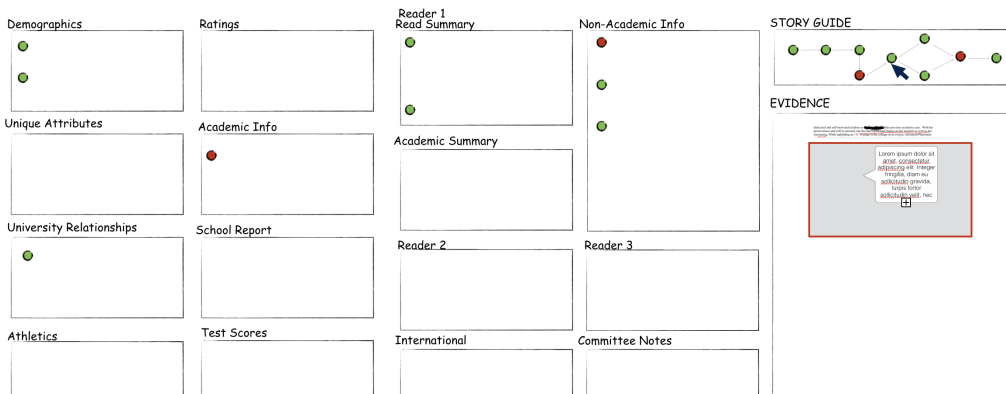 Demographics
Ratings
Reader 1
Read Summary
Non-Academic Info
STORY GUIDE
EVIDENCE
Unique Attributes
Academic Info
Academic Summary
Lorem ipsum dolor sit
amet, consectetur
adipiscing elit. Integer
fringilla, diam eu
sollicitudin gravida,
turpis tortor
sollicitudin velit, nec
University Relationships
School Report
Reader 2
Reader 3
Athletics
Test Scores
International
Committee Notes